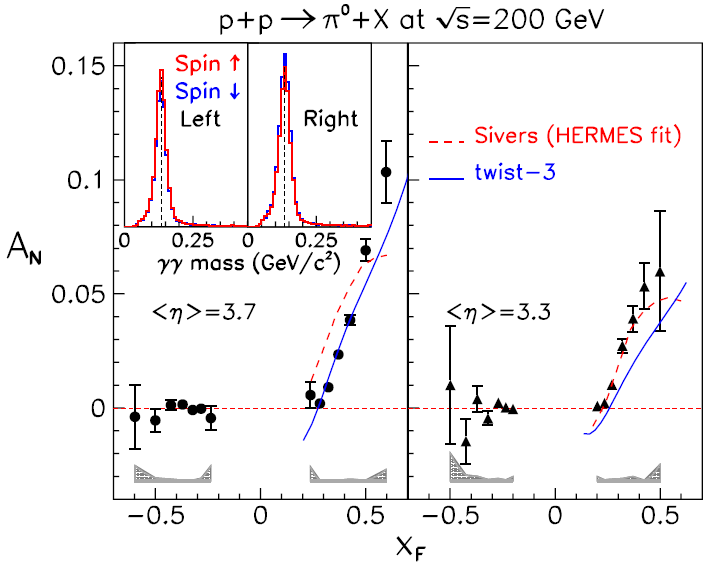 p+p → π⁰+X at √s=200 GeV
Spin ↑
Spin ↓
Left
Right
0 0.25 0 0.25
γγ mass (GeV/c²)
Sivers (HERMES fit)
twist-3
<η>=3.7
<η>=3.3
A_N
0.15
0.1
0.05
0
-0.5 0 0.5 -0.5 0 0.5
X_F